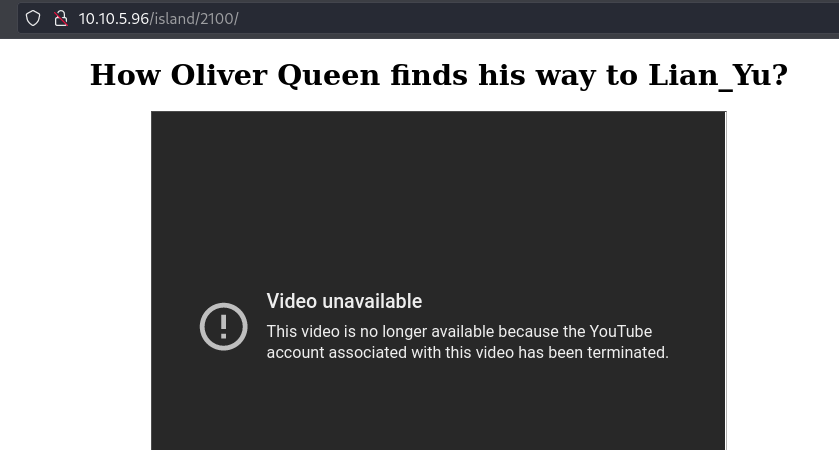 10.10.5.96/island/2100/
How Oliver Queen finds his way to Lian_Yu?
Video unavailable
This video is no longer available because the YouTube
account associated with this video has been terminated.